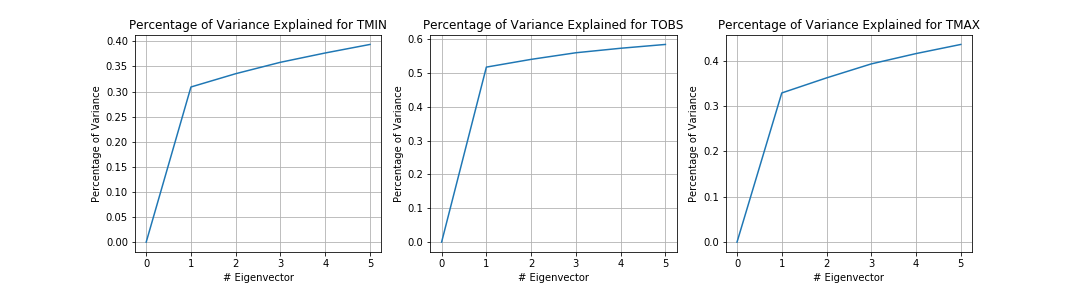 Percentage of Variance Explained for TMIN
0.40
0.35
0.30
0.25
0.20
0.15
0.10
0.05
0.00
Percentage of Variance
0 1 2 3 4 5
# Eigenvector
Percentage of Variance Explained for TOBS
0.6
0.5
0.4
0.3
0.2
0.1
0.0
Percentage of Variance
0 1 2 3 4 5
# Eigenvector
Percentage of Variance Explained for TMAX
0.4
0.3
0.2
0.1
0.0
Percentage of Variance
0 1 2 3 4 5
# Eigenvector